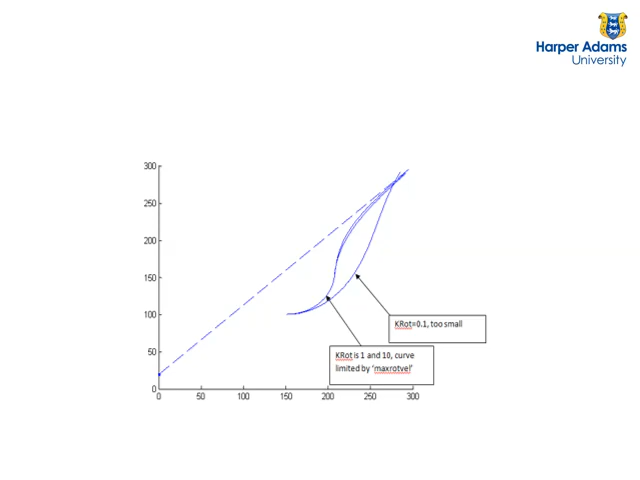 Harper Adams
University
300
250
200
150
100
50
0
0 50 100 150 200 250 300
KRot=0.1, too small
KRot is 1 and 10, curve
limited by ‘maxrotvel’